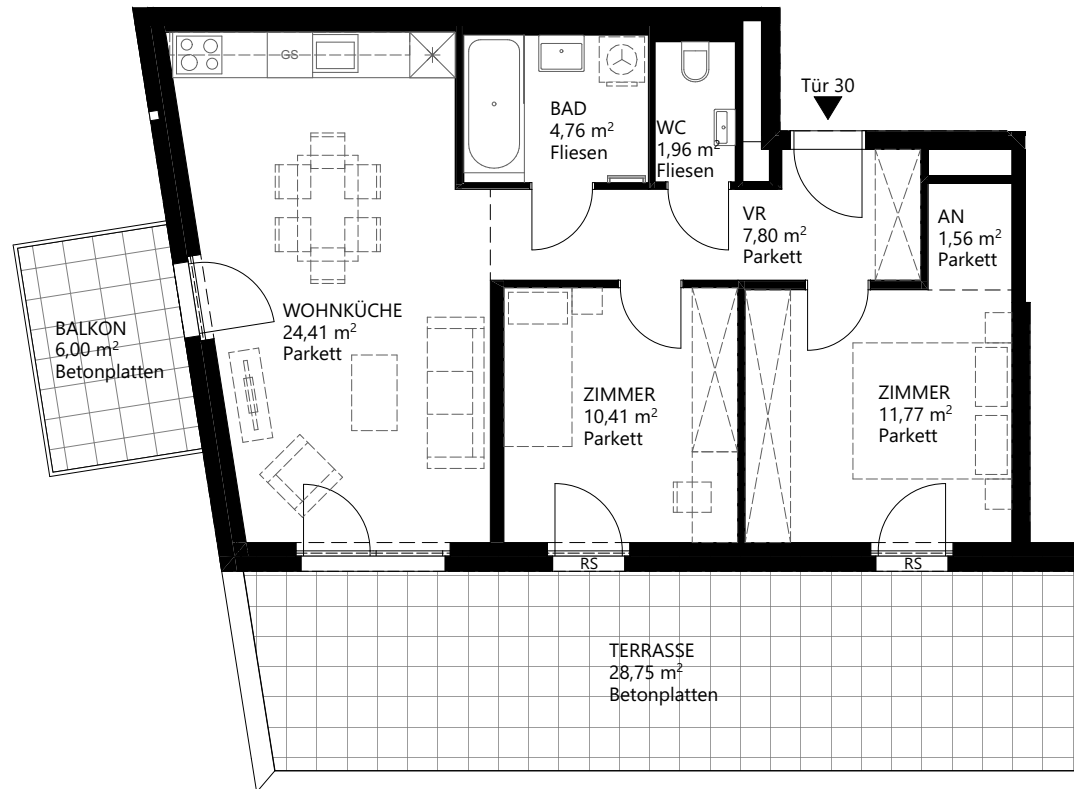 GS
Tür 30
BAD
4,76 m²
Fliesen
WC
1,96 m²
Fliesen
VR
7,80 m²
Parkett
AN
1,56 m²
Parkett
WOHNKÜCHE
24,41 m²
Parkett
BALKON
6,00 m²
Betonplatten
ZIMMER
10,41 m²
Parkett
ZIMMER
11,77 m²
Parkett
RS
RS
TERRASSE
28,75 m²
Betonplatten